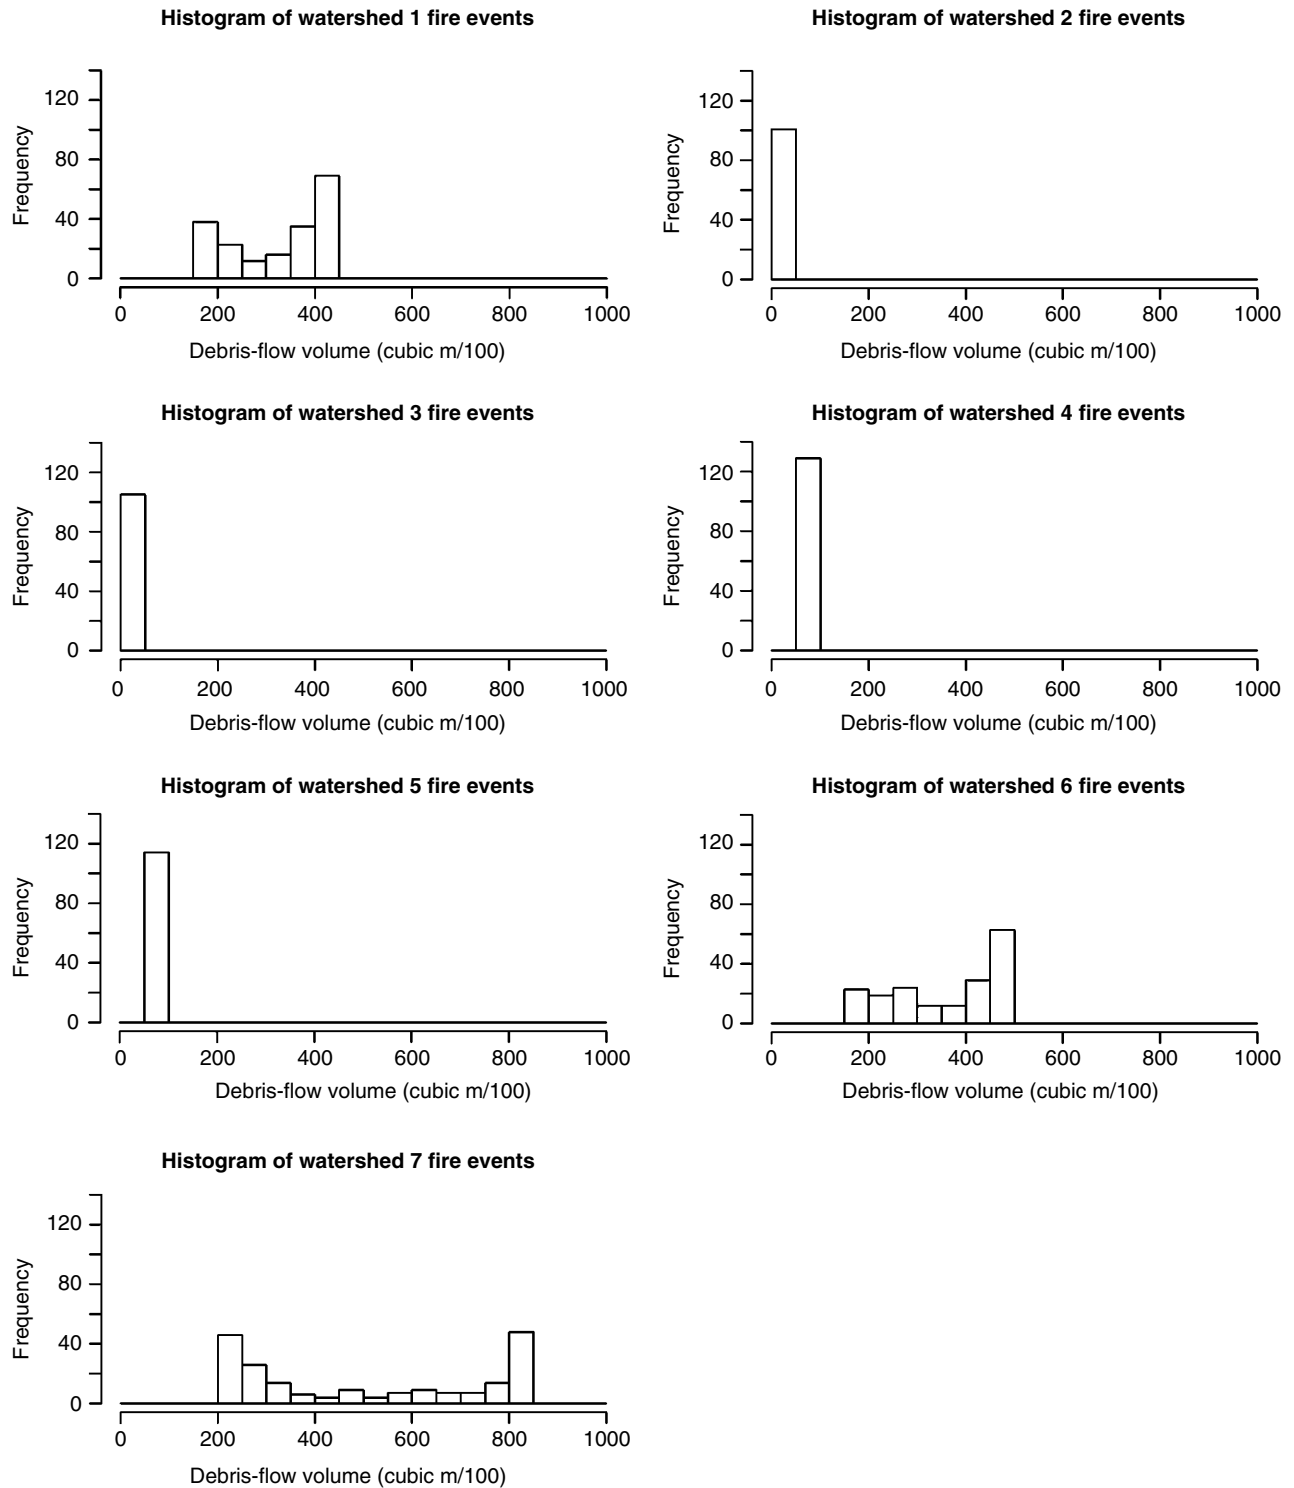 Histogram of watershed 1 fire events
Frequency
120
80
40
0
0 200 400 600 800 1000
Debris-flow volume (cubic m/100)
Histogram of watershed 2 fire events
Frequency
120
80
40
0
0 200 400 600 800 1000
Debris-flow volume (cubic m/100)
Histogram of watershed 3 fire events
Frequency
120
80
40
0
0 200 400 600 800 1000
Debris-flow volume (cubic m/100)
Histogram of watershed 4 fire events
Frequency
120
80
40
0
0 200 400 600 800 1000
Debris-flow volume (cubic m/100)
Histogram of watershed 5 fire events
Frequency
120
80
40
0
0 200 400 600 800 1000
Debris-flow volume (cubic m/100)
Histogram of watershed 6 fire events
Frequency
120
80
40
0
0 200 400 600 800 1000
Debris-flow volume (cubic m/100)
Histogram of watershed 7 fire events
Frequency
120
80
40
0
0 200 400 600 800 1000
Debris-flow volume (cubic m/100)